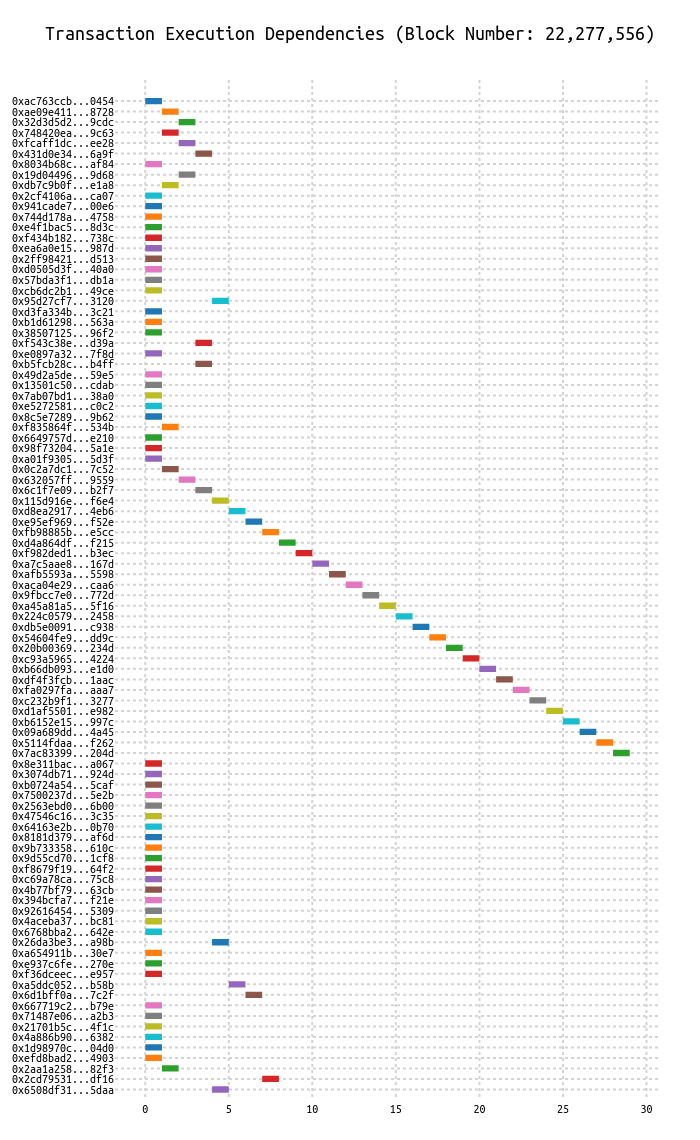 Transaction Execution Dependencies (Block Number: 22,277,556)
0xac763ccb...0454
0xae09e411...8728
0x32d3d5d2...9cdc
0x748420ea...9c63
0xfcaff1dc...ee28
0x431d0e34...6a9f
0x8034b68c...af84
0x19d04496...9d68
0xdb7c9b0f...e1a8
0x2cf4106a...ca07
0x941cade7...00e6
0x744d178a...4758
0xe4f1bac5...8d3c
0xf434b182...738c
0xea6a0e15...987d
0x2ff98421...d513
0xd0505d3f...40a0
0x57bda3f1...db1a
0xcb6dc2b1...49ce
0x95d27cf7...3120
0xd3fa334b...3c21
0xb1d61298...563a
0x38507125...96f2
0xf543c38e...d39a
0xe0897a32...7f8d
0xb5fcb28c...b4ff
0x49d2a5de...59e5
0x13501c50...cdab
0x7ab07bd1...38a0
0xe5272581...c0c2
0x8c5e7289...9b62
0xf835864f...534b
0x6649757d...e210
0x98f73204...5a1e
0xa01f9305...5d3f
0x0c2a7dc1...7c52
0x632057ff...9559
0x6c1f7e09...b2f7
0x115d916e...f6e4
0xd8ea2917...4eb6
0xe95ef969...f52e
0xfb98885b...e5cc
0xd4a864df...f215
0xf982ded1...b3ec
0xa7c5aae8...167d
0xafb5593a...5598
0xaca04e29...caa6
0x9fbcc7e0...772d
0xa45a81a5...5f16
0x224c0579...2458
0xdb5e0091...c938
0x54604fe9...dd9c
0x20b00369...234d
0xc93a5965...4224
0xb66db093...e1d0
0xdf4f3fcb...1aac
0xfa0297fa...aaa7
0xc232b9f1...3277
0xd1af5501...e982
0xb6152e15...997c
0x09a689dd...4a45
0x5114fdaa...f262
0x7ac83399...204d
0x8e311bac...a067
0x3074db71...924d
0xb0724a54...5caf
0x7500237d...5e2b
0x2563ebd0...6b00
0x47546c16...3c35
0x64163e2b...0b70
0x8181d379...af6d
0x9b733358...610c
0x9d55cd70...1cf8
0xf8679f19...64f2
0xc69a78ca...75c8
0x4b77bf79...63cb
0x394bcfa7...f21e
0x92616454...5309
0x4aceba37...bc81
0x6768bba2...642e
0x26da3be3...a98b
0xa654911b...30e7
0xe937c6fe...270e
0xf36dceec...e957
0xa5ddc052...b58b
0x6d1bff0a...7c2f
0x667719c2...b79e
0x71487e06...a2b3
0x21701b5c...4f1c
0x4a886b90...6382
0x1d98970c...04d0
0xefd8bad2...4903
0x2aa1a258...82f3
0x2cd79531...df16
0x6508df31...5daa
0 5 10 15 20 25 30